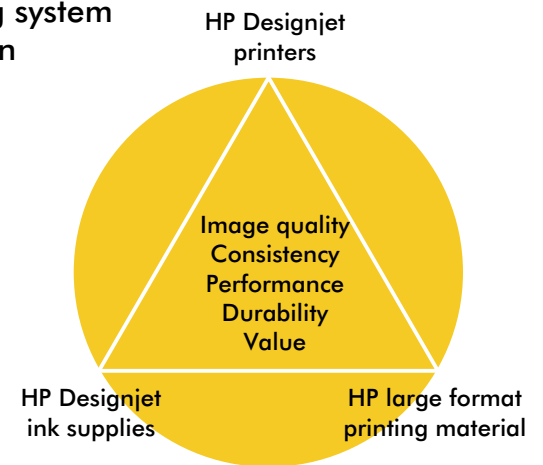 system
n
HP Designjet
printers
Image quality
Consistency
Performance
Durability
Value
HP Designjet
ink supplies
HP large format
printing material